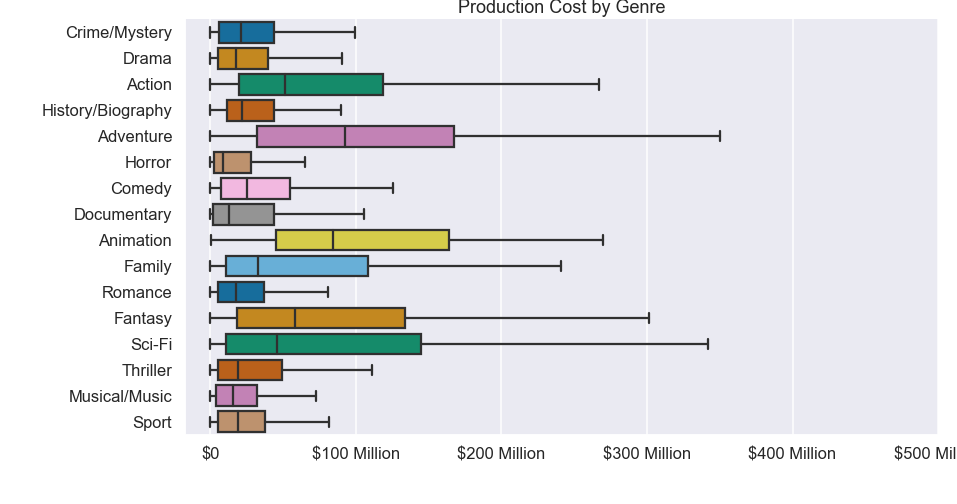 Production Cost by Genre
Crime/Mystery
Drama
Action
History/Biography
Adventure
Horror
Comedy
Documentary
Animation
Family
Romance
Fantasy
Sci-Fi
Thriller
Musical/Music
Sport
$0 $100 Million $200 Million $300 Million $400 Million $500 Mil